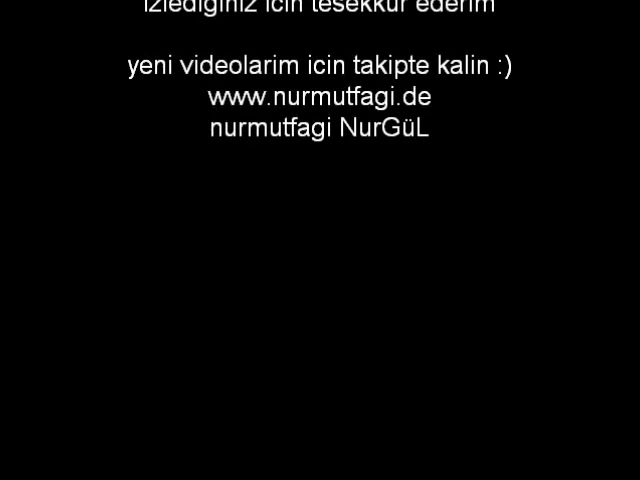 izlediginiz icin tesekkur ederim
yeni videolarim icin takipte kalin :)
www.nurmutfagi.de
nurmutfagi NurGüL